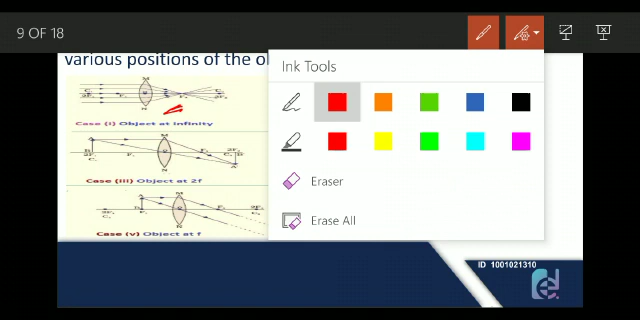 9 OF 18
various positions of the ob
Ink Tools
Case (i) Object at infinity
Case (iii) Object at 2f
Eraser
Erase All
Case (v) Object at f
ID 1001021310